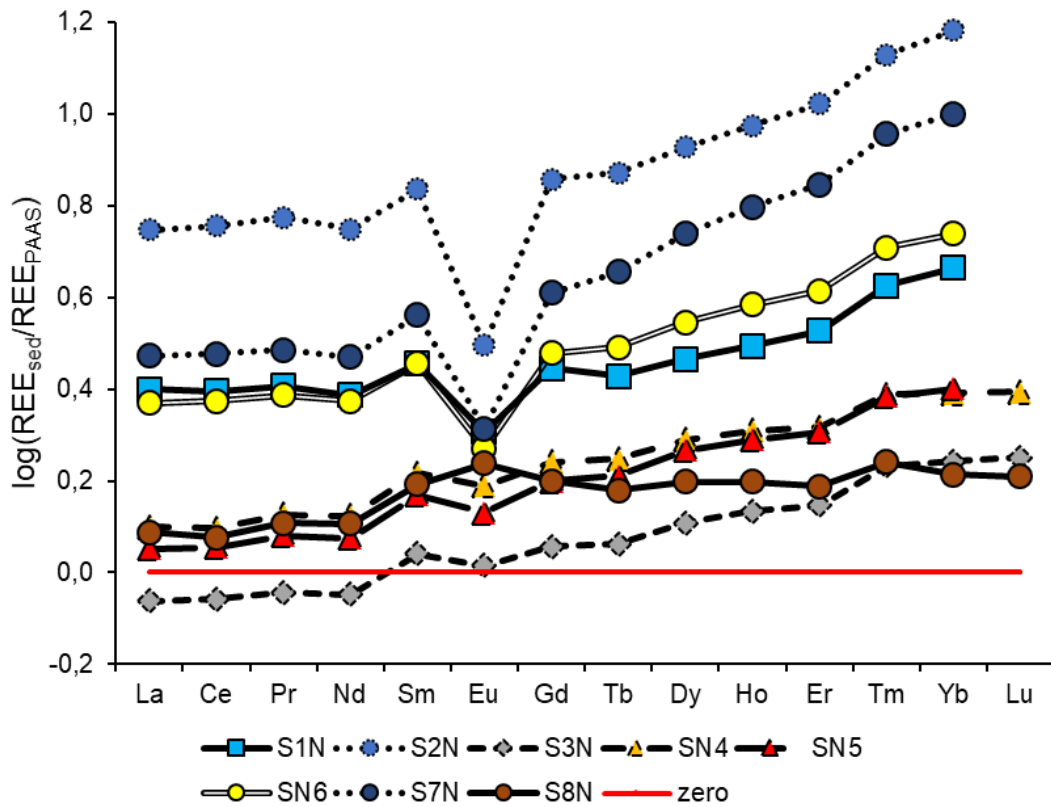 log(REEsed/REEPAAS)
1,2
1,0
0,8
0,6
0,4
0,2
0,0
-0,2
La Ce Pr Nd Sm Eu Gd Tb Dy Ho Er Tm Yb Lu
S1N S2N S3N SN4 SN5
SN6 S7N S8N zero